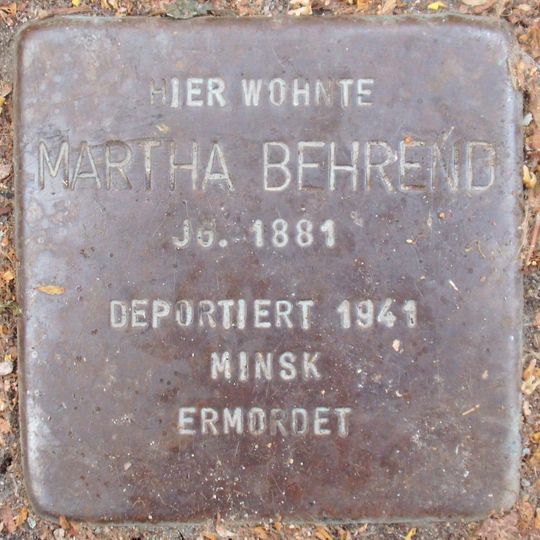 HIER WOHNTE
MARTHA BEHREND
JG. 1881
DEPORTIERT 1941
MINSK
ERMORDET